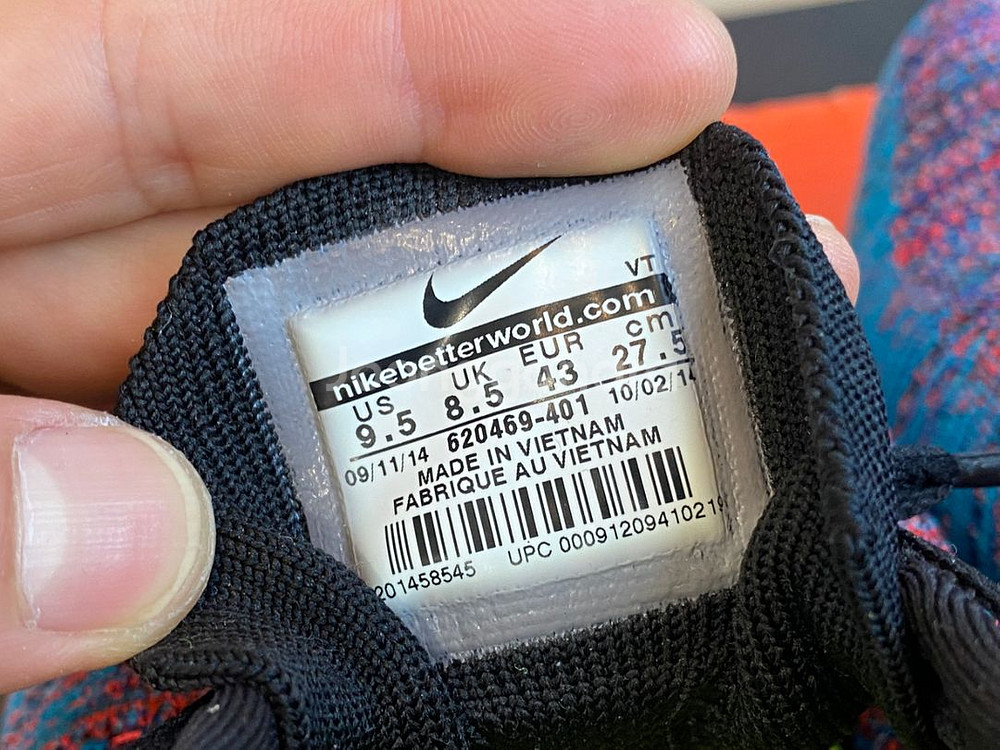 VT
nikebetterworld.com
US UK EUR cm
9.5 8.5 43 27.5
09/11/14 620469-401 10/02/14
MADE IN VIETNAM
FABRIQUE AU VIETNAM
201458545 UPC 00091209410219